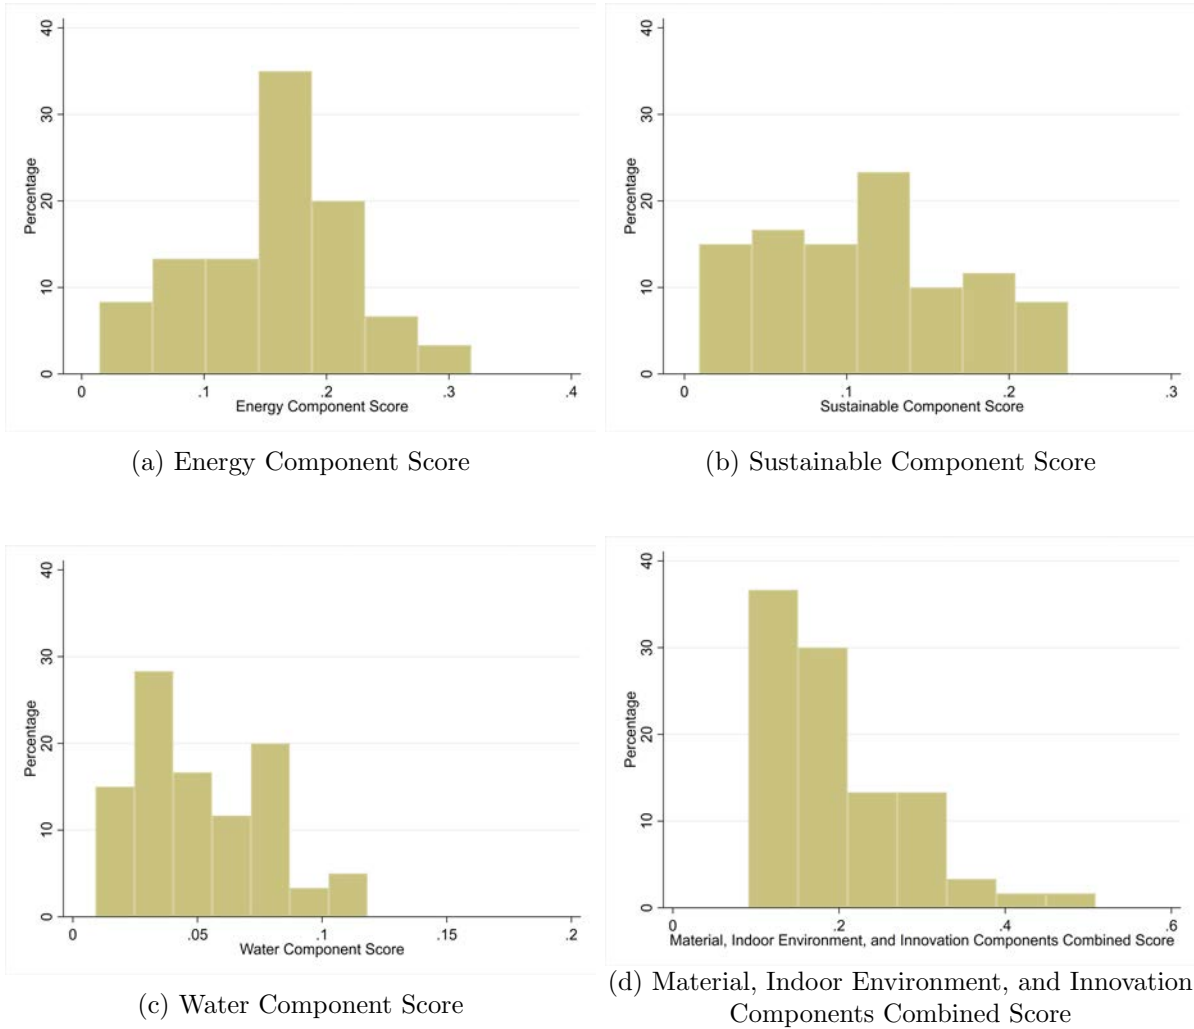 40
30
20
10
0
Percentage
0 .1 .2 .3 .4
Energy Component Score
(a) Energy Component Score
40
30
20
10
0
Percentage
0 .1 .2 .3
Sustainable Component Score
(b) Sustainable Component Score
40
30
20
10
0
Percentage
0 .05 .1 .15 .2
Water Component Score
(c) Water Component Score
40
30
20
10
0
Percentage
0 .2 .4 .6
Material, Indoor Environment, and Innovation Components Combined Score
(d) Material, Indoor Environment, and Innovation
Components Combined Score